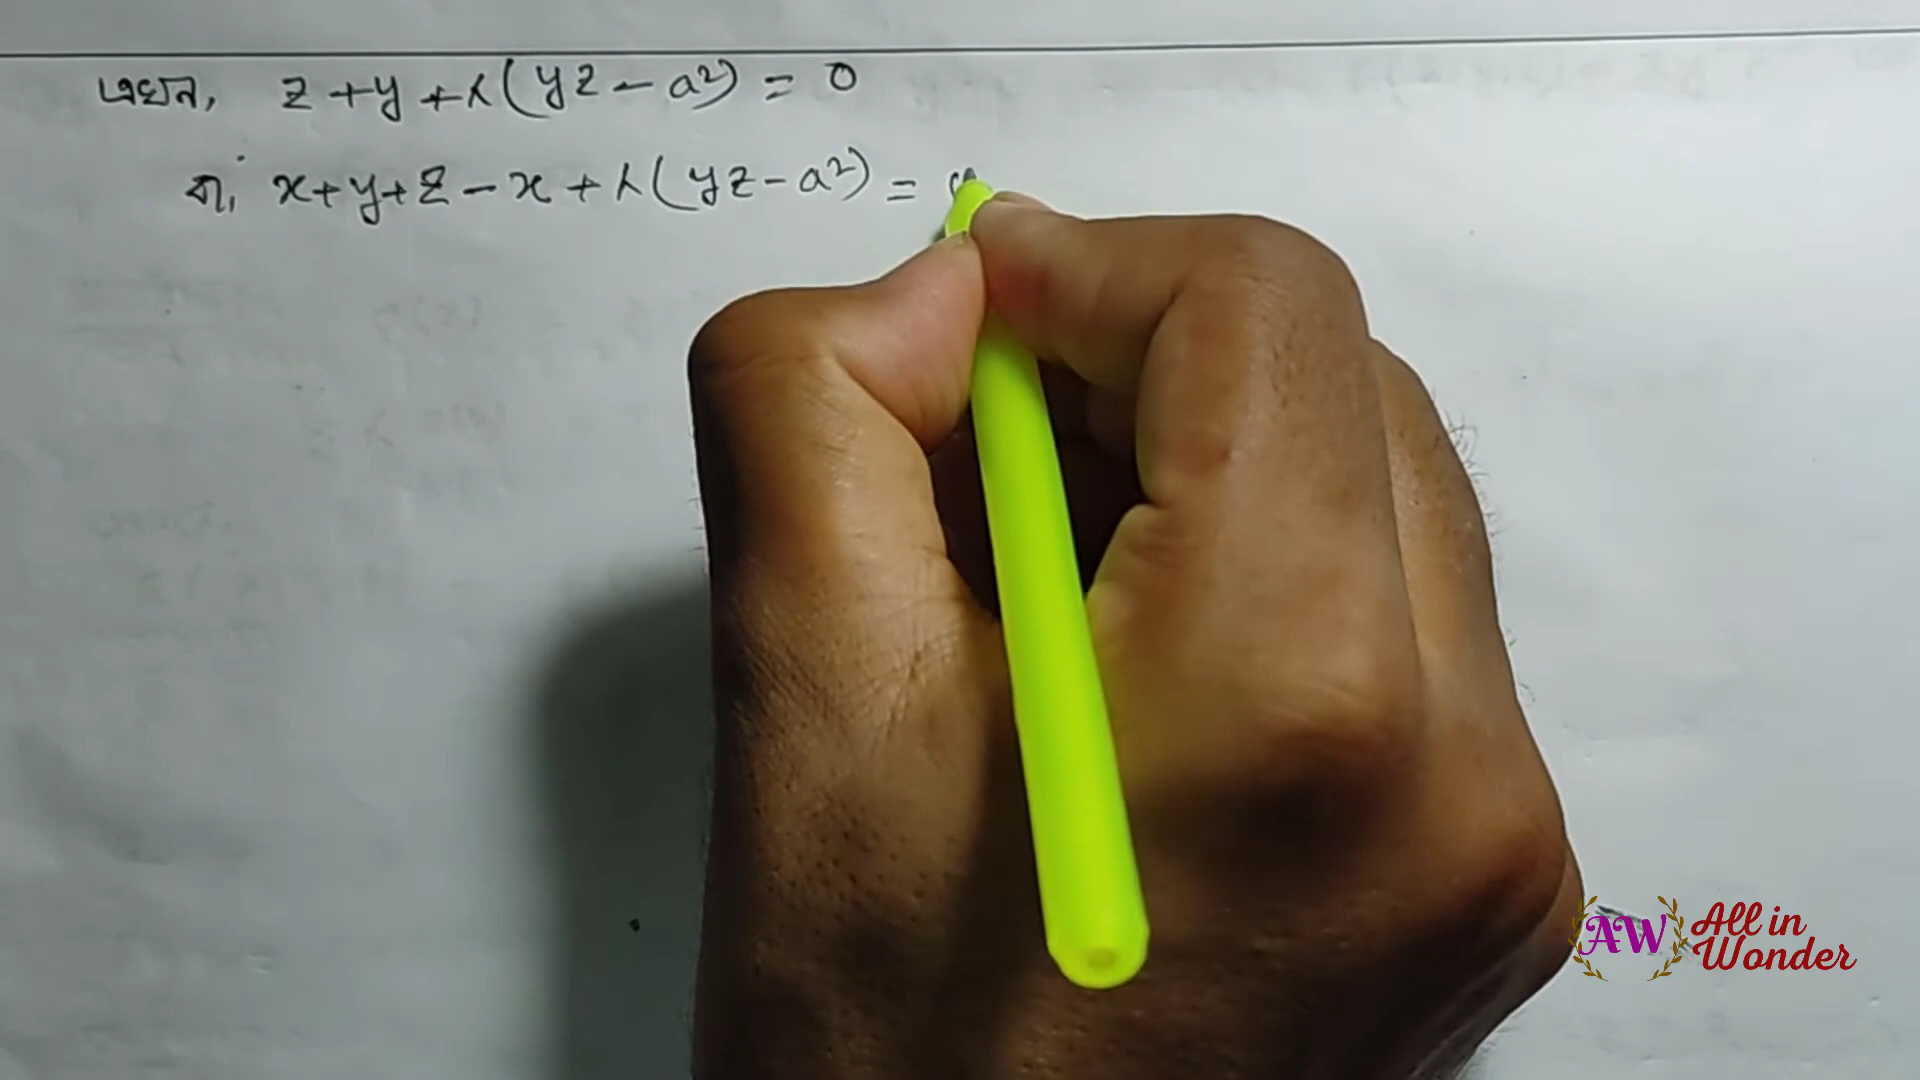 এখন, z + y + λ(yz - a²) = 0
বা, x + y + z - x + λ(yz - a²) =
AW All in
Wonder